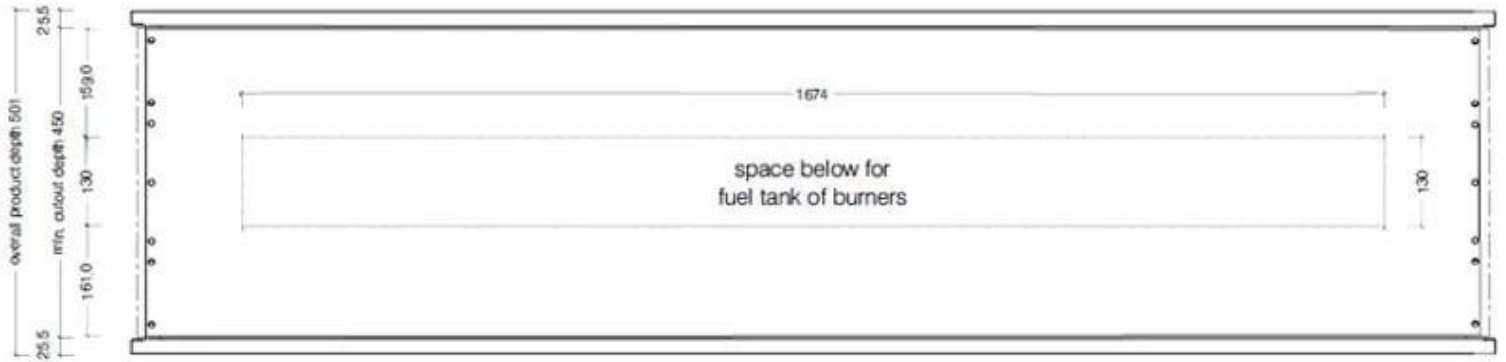 overall product depth 501
25.5
min. cutout depth 450
25.5
159.0
130
161.0
1674
space below for
fuel tank of burners
130